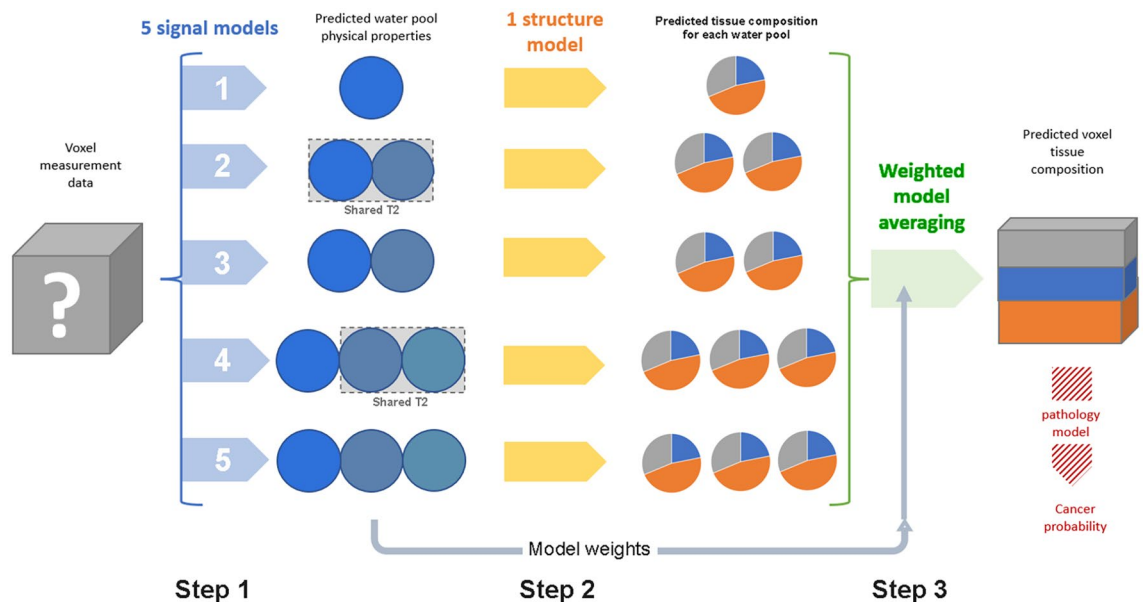 5 signal models
Predicted water pool
physical properties
1 structure
model
Predicted tissue composition
for each water pool
1
Voxel
measurement
data
?
2
Shared T2
3
4
Shared T2
5
Weighted
model
averaging
Predicted voxel
tissue
composition
pathology
model
Cancer
probability
Model weights
Step 1
Step 2
Step 3